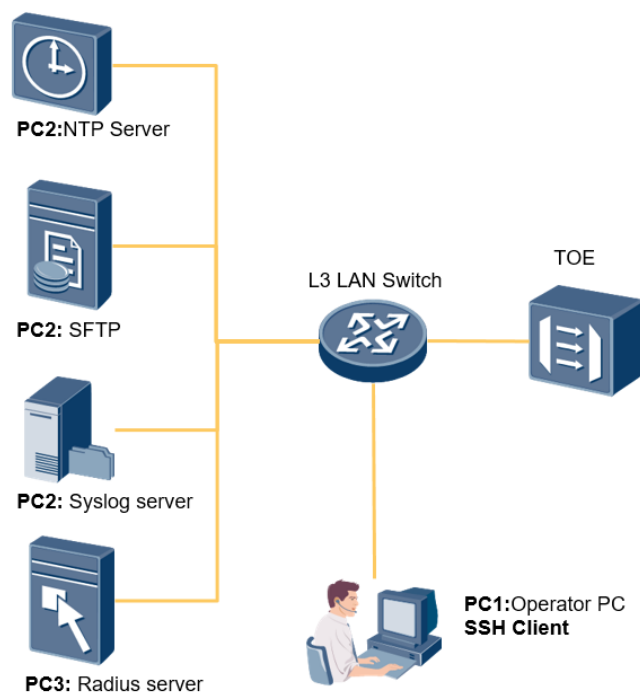 PC2:NTP Server
PC2: SFTP
PC2: Syslog server
PC3: Radius server
L3 LAN Switch
TOE
PC1:Operator PC
SSH Client